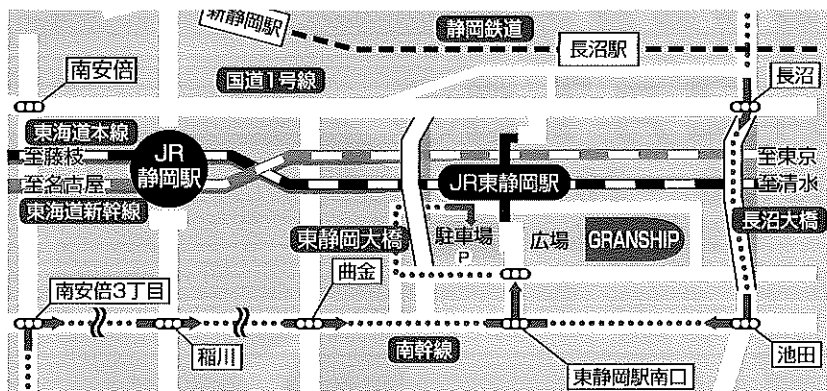 新静岡駅
静岡鉄道
長沼駅
南安倍
国道1号線
長沼
東海道本線
至藤枝
JR
静岡駅
至東京
至名古屋
JR東静岡駅
至清水
東海道新幹線
長沼大橋
東静岡大橋
駐車場
P
広場
GRANSHIP
南安倍3丁目
曲金
稲川
南幹線
東静岡駅南口
池田